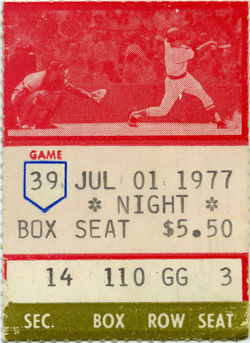 GAME
39 JUL 01 1977
* NIGHT *
BOX SEAT $5.50
14 110 GG 3
SEC. BOX ROW SEAT